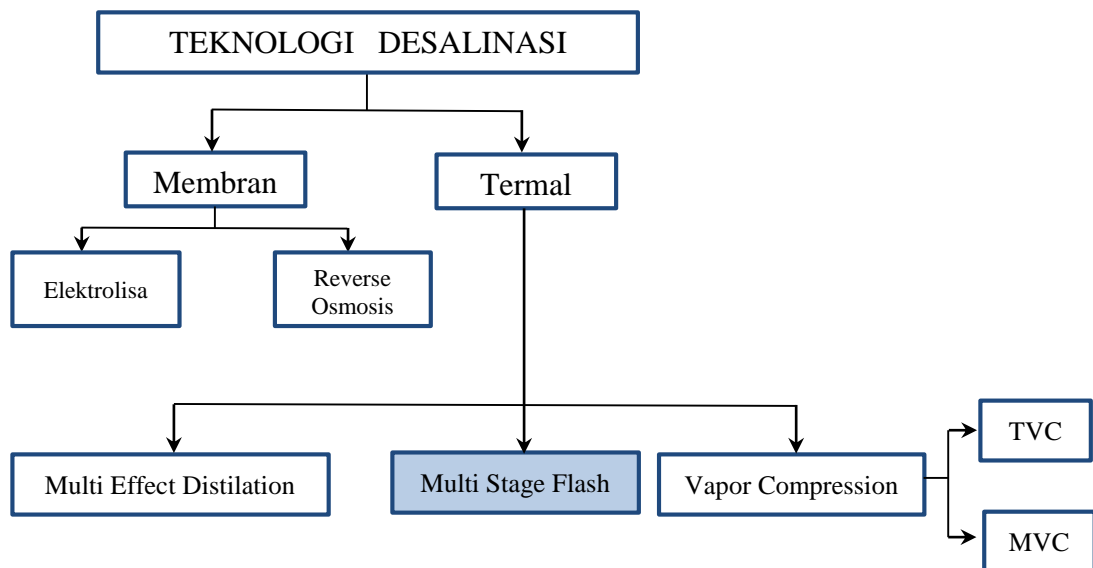 TEKNOLOGI DESALINASI
Membran
Termal
Elektrolisa
Reverse
Osmosis
Multi Effect Distilation
Multi Stage Flash
Vapor Compression
TVC
MVC